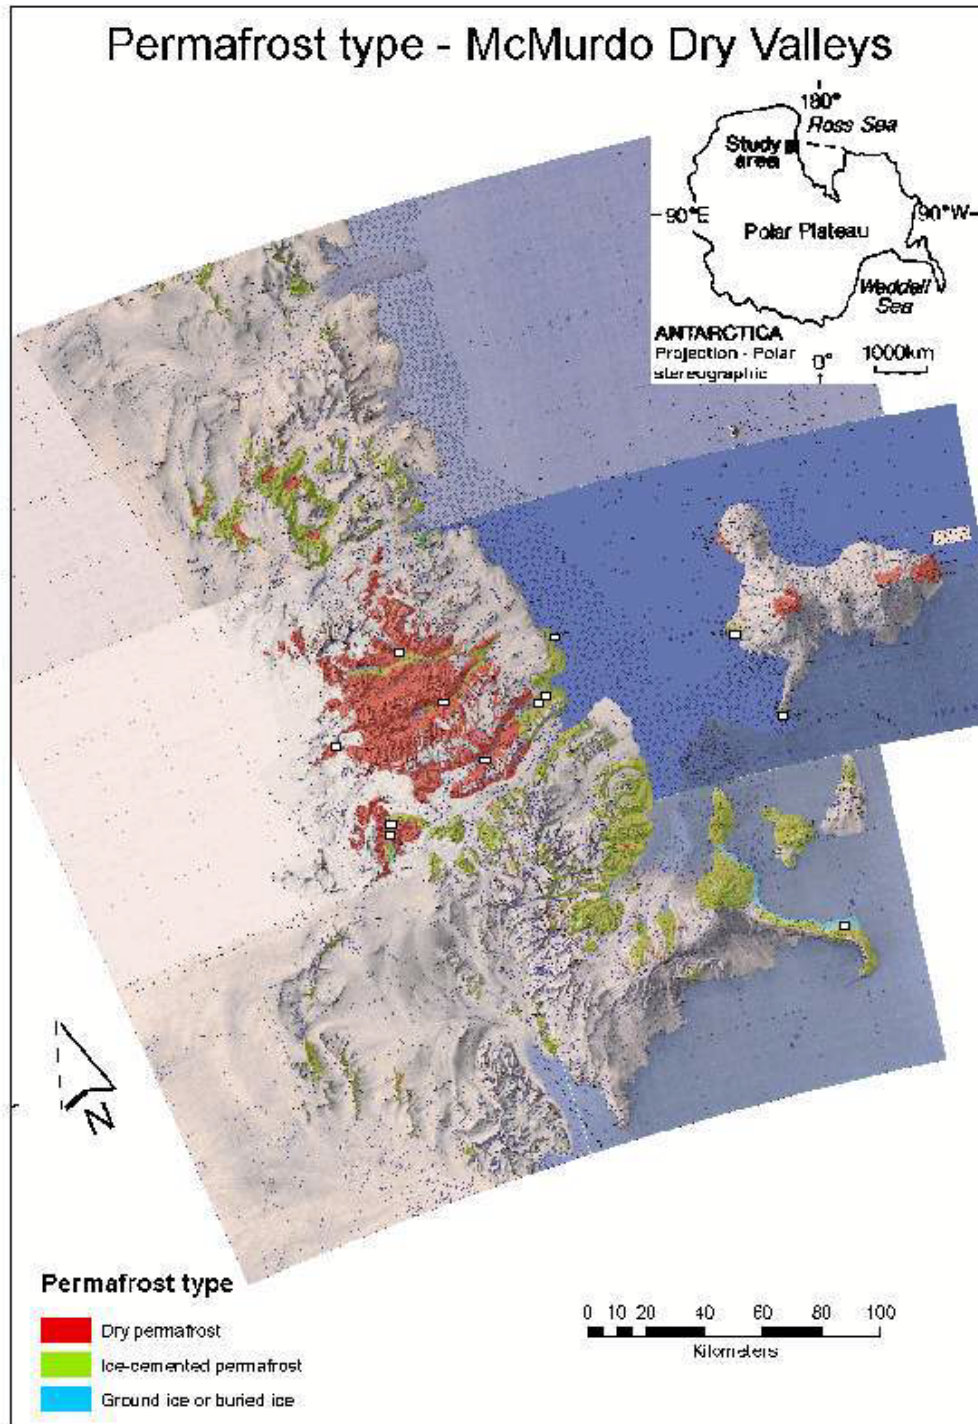 Permafrost type - McMurdo Dry Valleys
180°
Ross Sea
Study
area
90°E
90°W
Polar Plateau
Weddell
Sea
ANTARCTICA
Projection - Polar
stereographic
0°
1000km
N
Permafrost type
Dry permafrost
Ice-cemented permafrost
Ground ice or buried ice
0 10 20 40 60 80 100
Kilometers